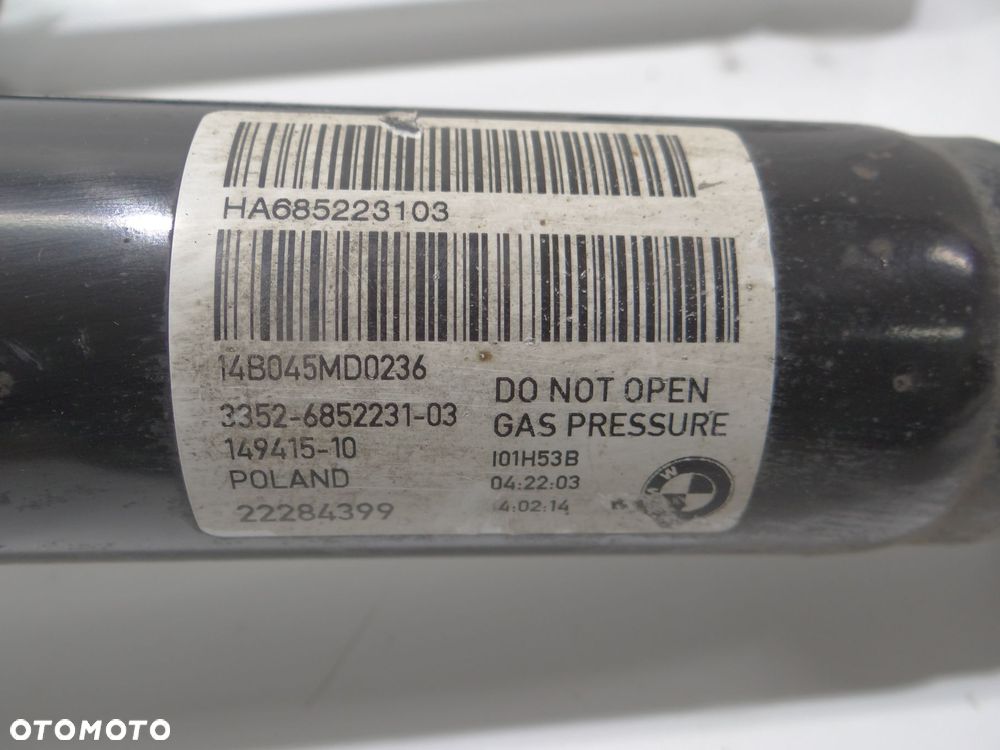 HA685223103
14B045MD0236
3352-6852231-03
149415-10
POLAND
22284399
DO NOT OPEN
GAS PRESSURE
I01H53B
04:22:03
4:02:14
OTOMOTO